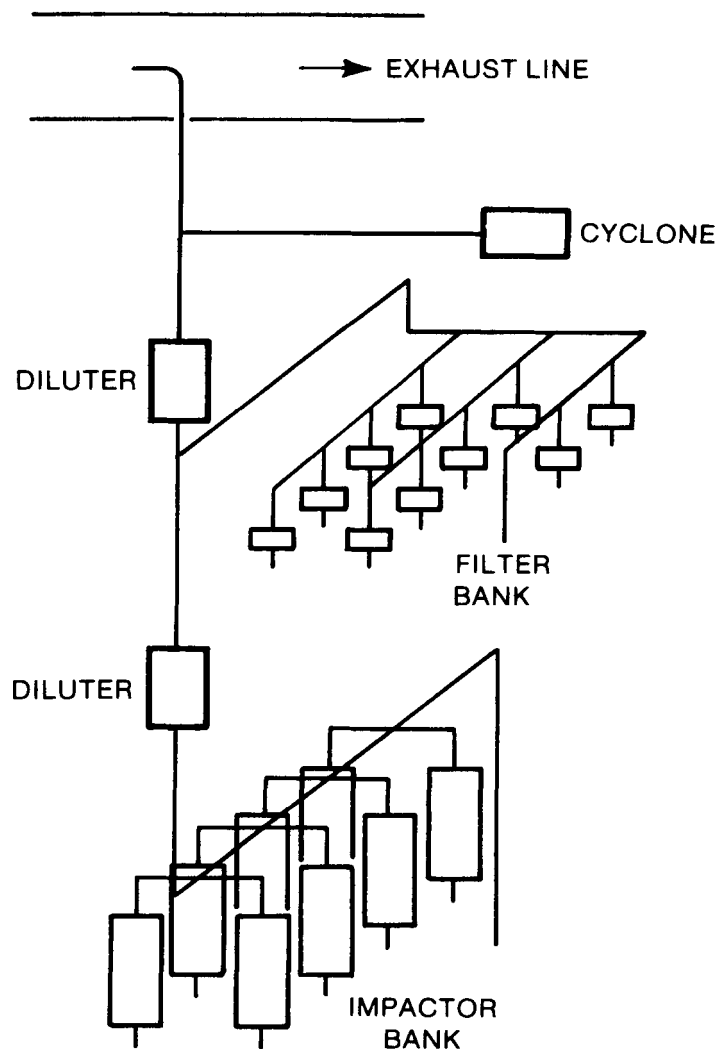 EXHAUST LINE
CYCLONE
DILUTER
FILTER
BANK
DILUTER
IMPACTOR
BANK